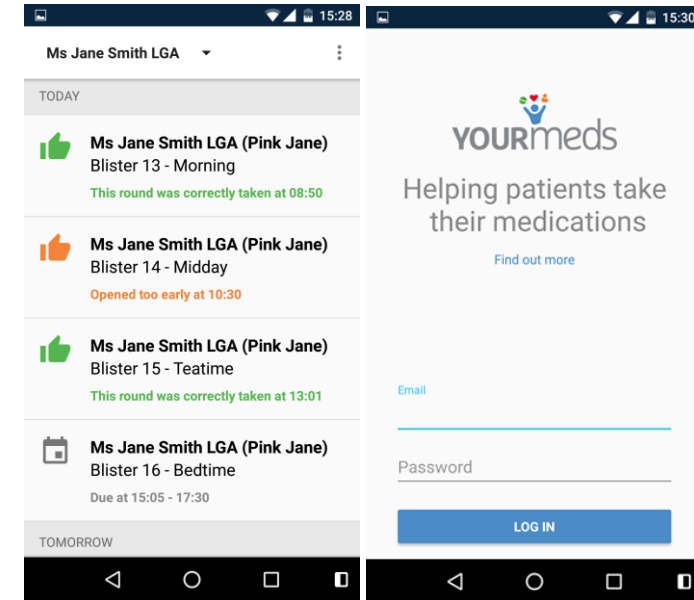 15:28
Ms Jane Smith LGA
TODAY
Ms Jane Smith LGA (Pink Jane)
Blister 13 - Morning
This round was correctly taken at 08:50
Ms Jane Smith LGA (Pink Jane)
Blister 14 - Midday
Opened too early at 10:30
Ms Jane Smith LGA (Pink Jane)
Blister 15 - Teatime
This round was correctly taken at 13:01
Ms Jane Smith LGA (Pink Jane)
Blister 16 - Bedtime
Due at 15:05 - 17:30
TOMORROW
15:30
YOURmeds
Helping patients take
their medications
Find out more
Email
Password
LOG IN